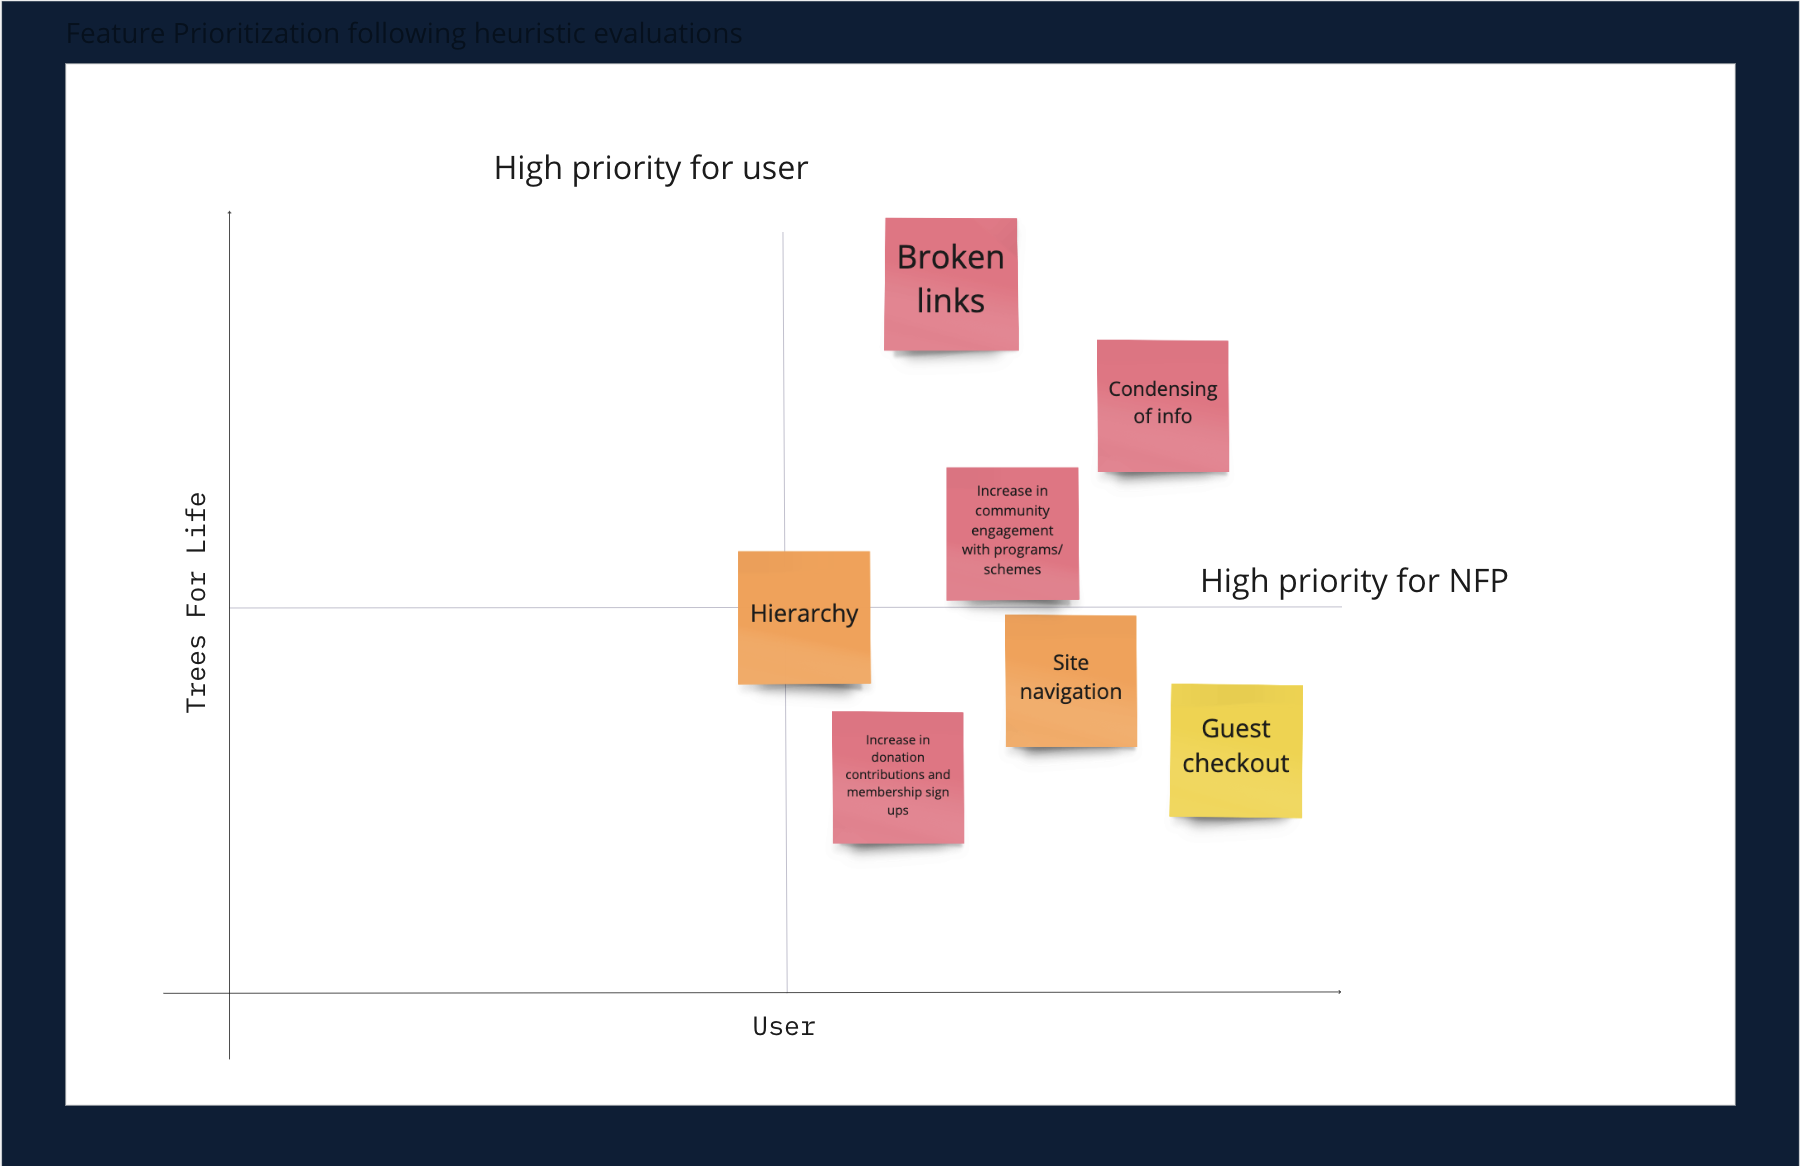 Feature Prioritization following heuristic evaluations
High priority for user
Broken
links
Condensing
of info
Increase in
community
engagement
with programs/
schemes
High priority for NFP
Trees For Life
Hierarchy
Site
navigation
Guest
checkout
Increase in
donation
contributions and
membership sign
ups
User